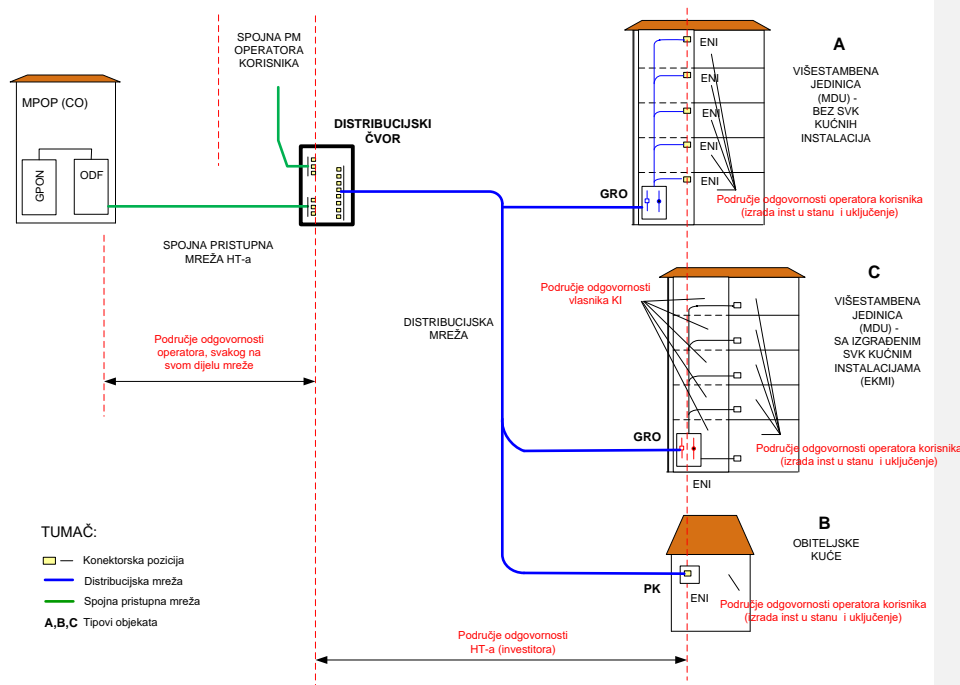 SPOJNA PM
OPERATORA
KORISNIKA
MPOP (CO)
GPON
ODF
DISTRIBUCIJSKI
ČVOR
SPOJNA PRISTUPNA
MREŽA HT-a
Područje odgovornosti
operatora, svakog na
svom dijelu mreže
DISTRIBUCIJSKA
MREŽA
ENI
ENI
ENI
ENI
ENI
GRO
A
VIŠESTAMBENA
JEDINICA
(MDU) -
BEZ SVK
KUĆNIH
INSTALACIJA
Područje odgovornosti operatora korisnika
(izrada inst u stanu i uključenje)
Područje odgovornosti
vlasnika KI
C
VIŠESTAMBENA
JEDINICA
(MDU) -
SA IZGRAĐENIM
SVK KUĆNIM
INSTALACIJAMA
(EKMI)
GRO
ENI
Područje odgovornosti operatora korisnika
(izrada inst u stanu i uključenje)
B
OBITELJSKE
KUĆE
PK
ENI
Područje odgovornosti operatora korisnika
(izrada inst u stanu i uključenje)
Područje odgovornosti
HT-a (investitora)
TUMAČ:
Konektorska pozicija
Distribucijska mreža
Spojna pristupna mreža
A,B,C Tipovi objekata